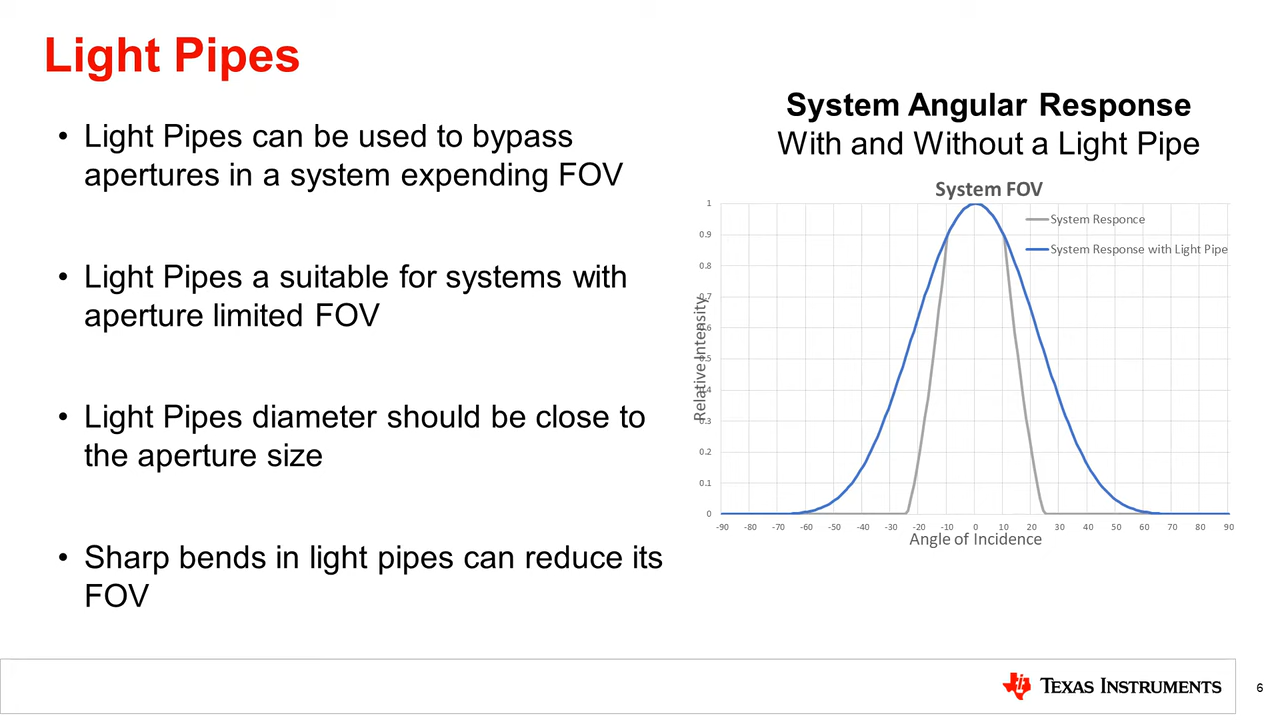 Light Pipes
• Light Pipes can be used to bypass
apertures in a system expending FOV
• Light Pipes a suitable for systems with
aperture limited FOV
• Light Pipes diameter should be close to
the aperture size
• Sharp bends in light pipes can reduce its
FOV
System Angular Response
With and Without a Light Pipe
System FOV
System Responce
System Response with Light Pipe
Relative Intensity
1
0.9
0.8
0.7
0.6
0.5
0.4
0.3
0.2
0.1
0
-90 -80 -70 -60 -50 -40 -30 -20 -10 0 10 20 30 40 50 60 70 80 90
Angle of Incidence
TEXAS INSTRUMENTS
6